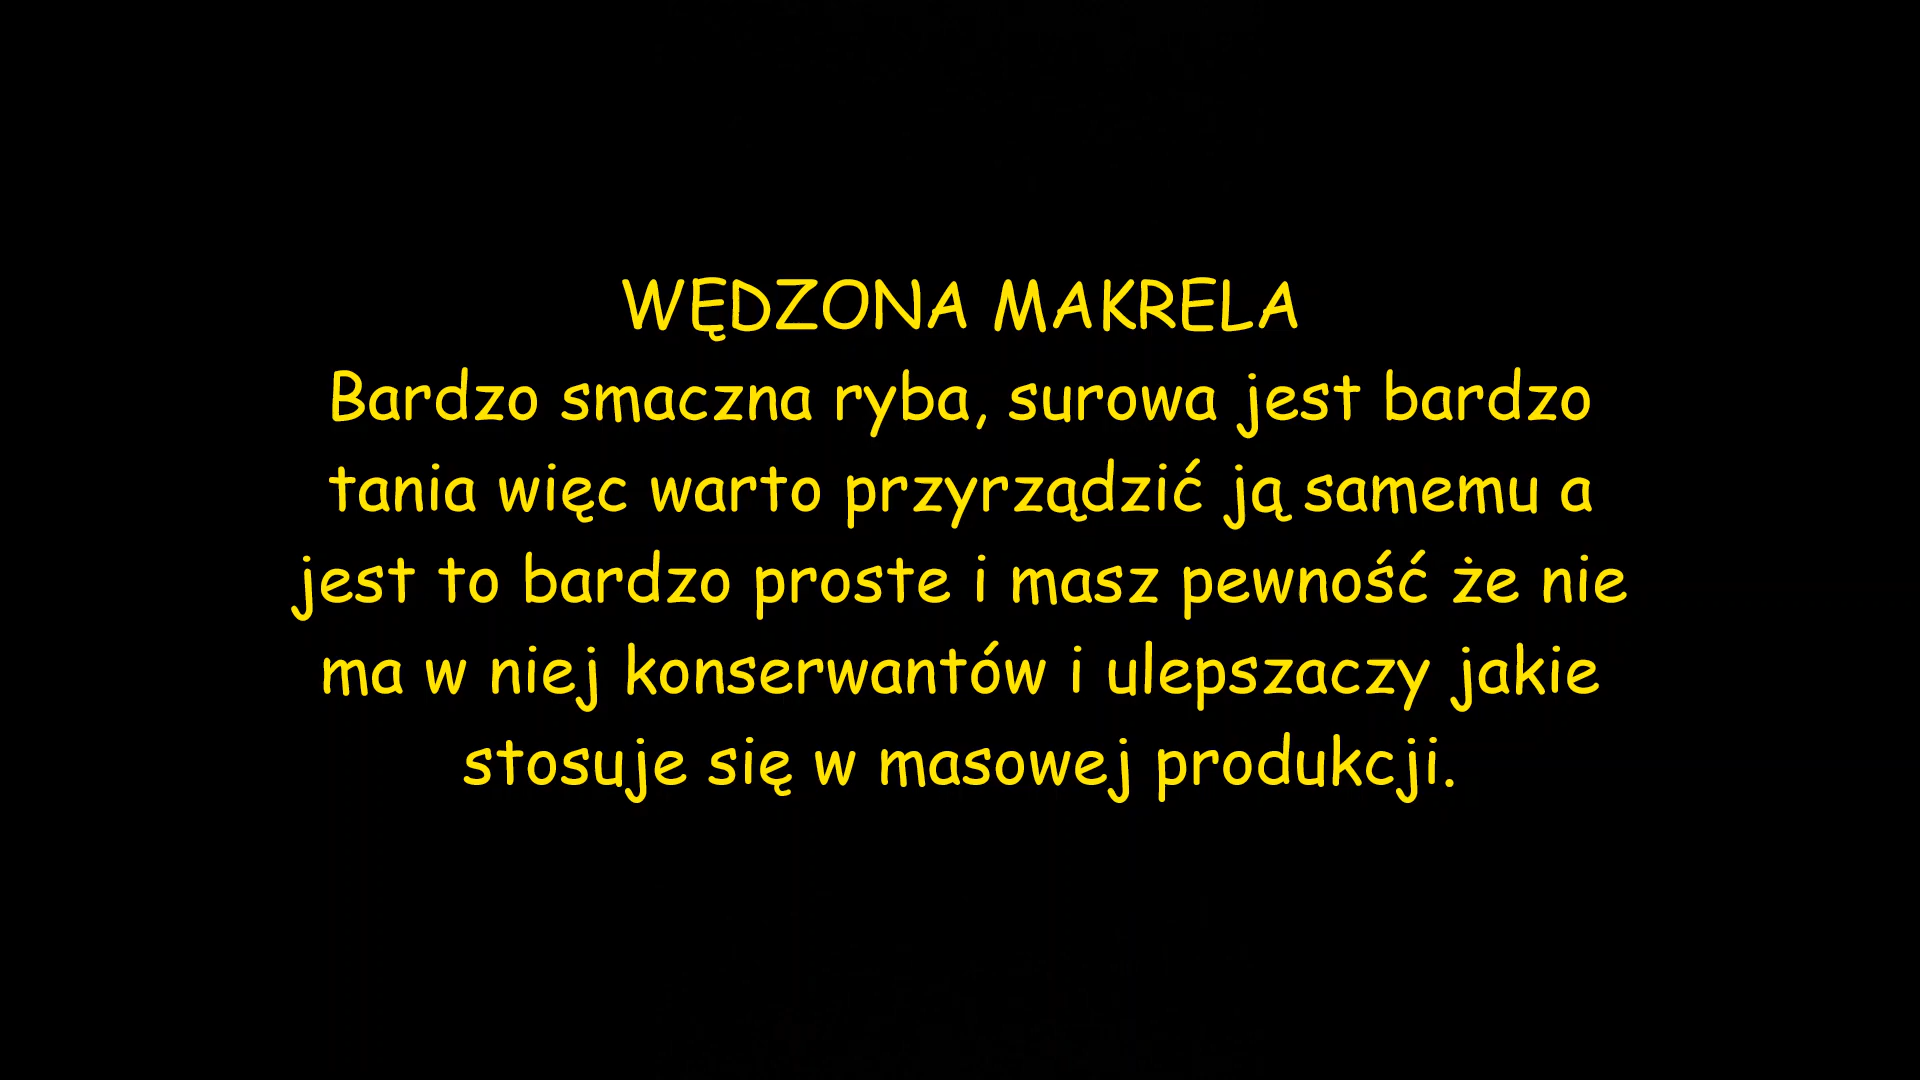 WĘDZONA MAKRELA
Bardzo smaczna ryba, surowa jest bardzo
tania więc warto przyrządzić ją samemu a
jest to bardzo proste i masz pewność że nie
ma w niej konserwantów i ulepszaczy jakie
stosuje się w masowej produkcji.